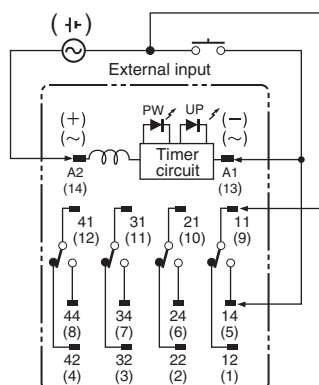 External input
PW UP
(+) (−)
(~) (~)
Timer
circuit
A2 A1
(14) (13)
41 31 21 11
(12) (11) (10) (9)
44 34 24 14
(8) (7) (6) (5)
42 32 22 12
(4) (3) (2) (1)